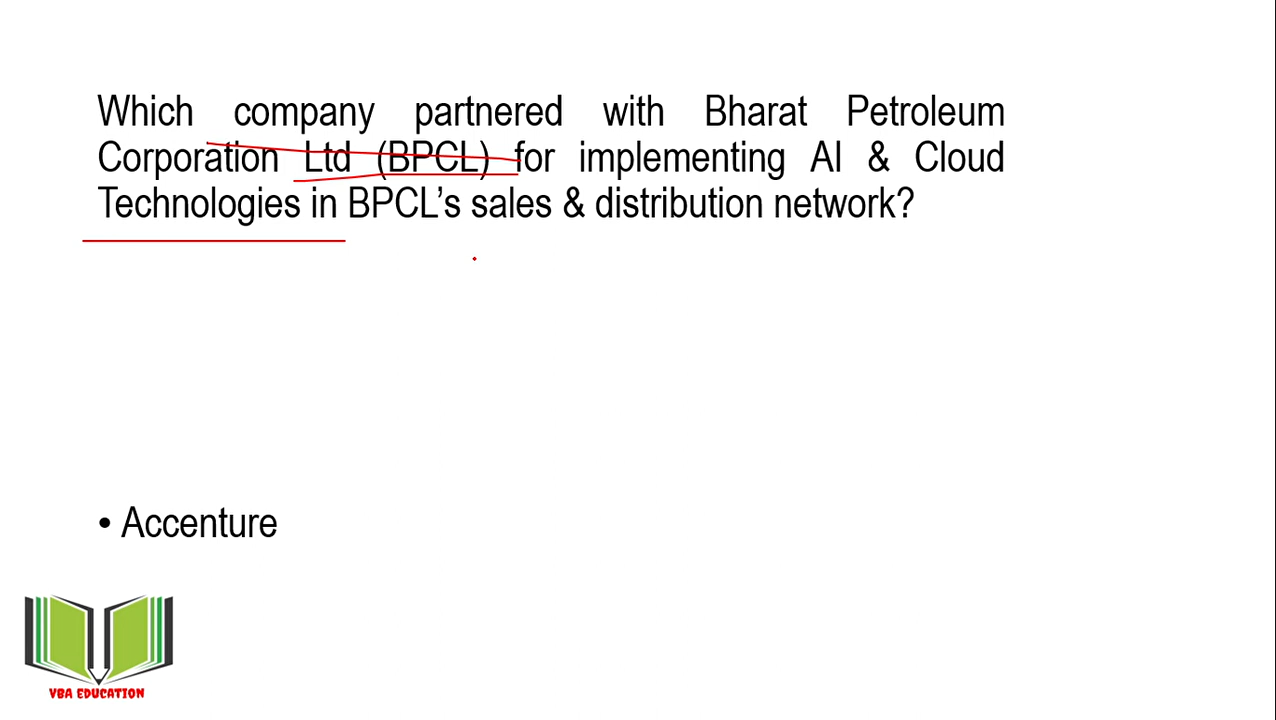 Which company partnered with Bharat Petroleum
Corporation Ltd (BPCL) for implementing AI & Cloud
Technologies in BPCL’s sales & distribution network?
• Accenture
VBA EDUCATION